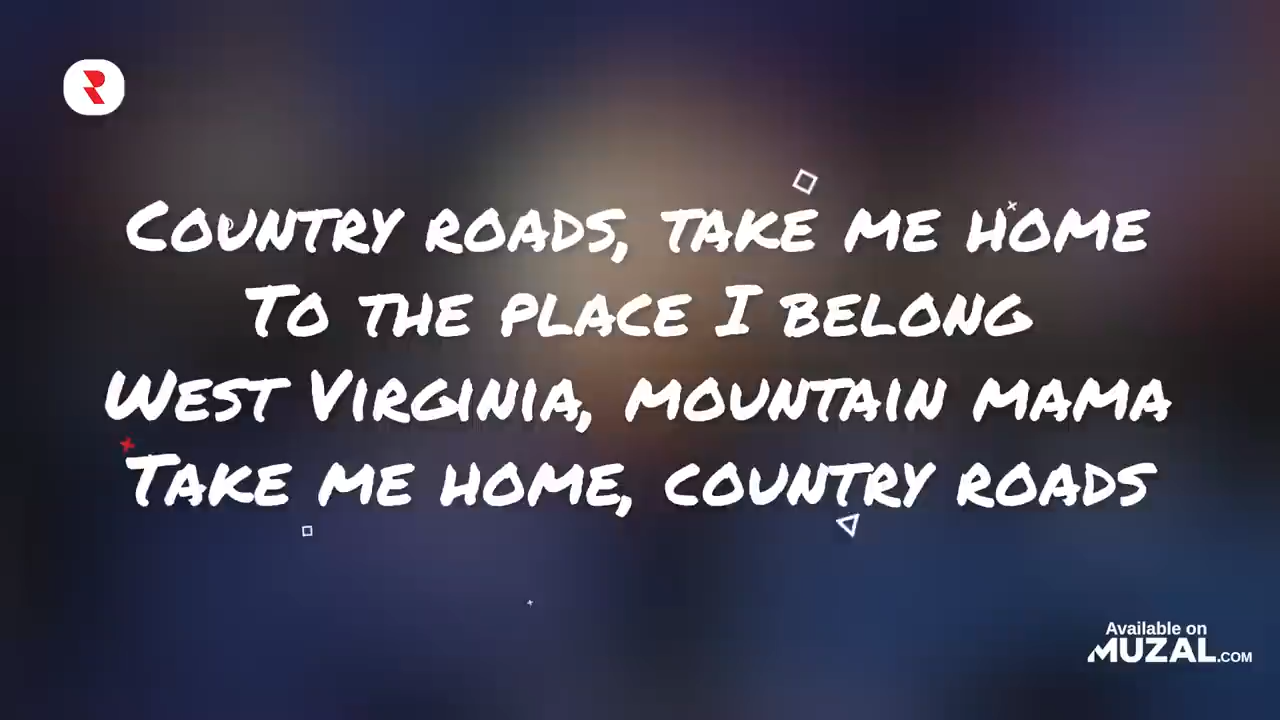 Country roads, take me home
To the place I belong
West Virginia, mountain mama
Take me home, country roads
Available on
MUZAL.COM